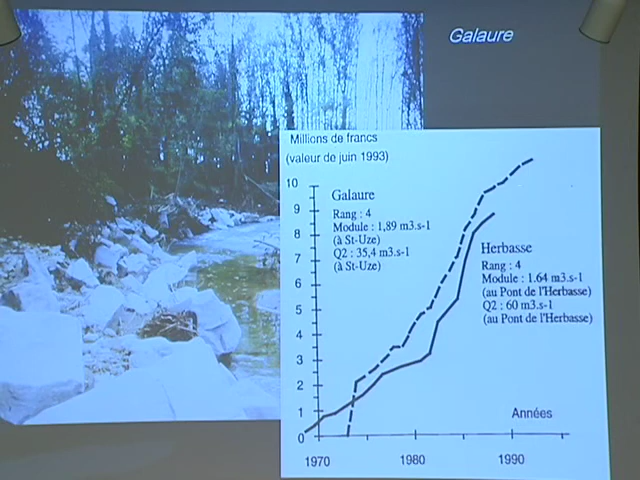 Galaure
Millions de francs
(valeur de juin 1993)
10
9
8
7
6
5
4
3
2
1
0
Galaure
Rang : 4
Module : 1,89 m3.s-1
(à St-Uze)
Q2 : 35,4 m3.s-1
(à St-Uze)
Herbasse
Rang : 4
Module : 1.64 m3.s-1
(au Pont de l'Herbasse)
Q2 : 60 m3.s-1
(au Pont de l'Herbasse)
Années
1970
1980
1990